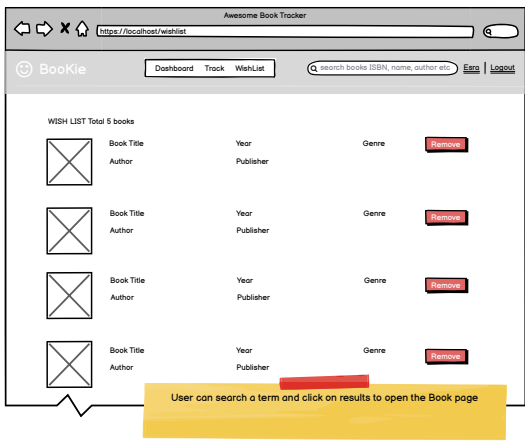 Awesome Book Tracker
https://localhost/wishlist
BooKie Dashboard Track WishList search books ISBN, name, author etc Esra | Logout
WISH LIST Total 5 books
Book Title Year Genre Remove
Author Publisher
Book Title Year Genre Remove
Author Publisher
Book Title Year Genre Remove
Author Publisher
Book Title Year Genre Remove
Author Publisher
User can search a term and click on results to open the Book page